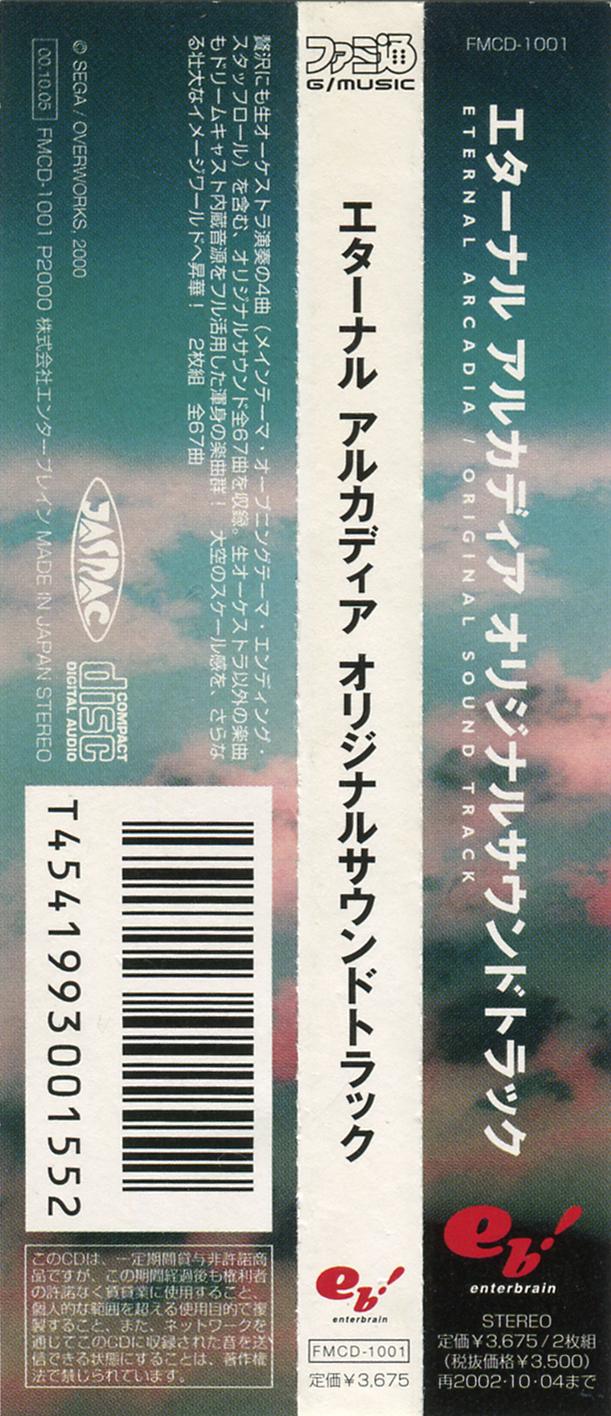 FMCD-1001
エターナル アルカディア オリジナルサウンドトラック
ETERNAL ARCADIA / ORIGINAL SOUND TRACK
eb!
enterbrain
STEREO
定価¥3,675/2枚組
(税抜価格¥3,500)
再2002·10·04まで
ファミ通
G/MUSIC
エターナル アルカディア オリジナルサウンドトラック
eb!
enterbrain
FMCD-1001
定価¥3,675
贅沢にも生オーケストラ演奏の4曲(メインテーマ・オープニングテーマ・エンディング・
スタッフロール)を含む、オリジナルサウンド全67曲を収録。生オーケストラ以外の楽曲
もドリームキャスト内蔵音源をフル活用した渾身の楽曲群! 大空のスケール感を、さらな
る壮大なイメージワールドへ昇華! 2枚組 全67曲
© SEGA / OVERWORKS, 2000
00.10.05 FMCD-1001 P2000 株式会社エンターブレイン MADE IN JAPAN STEREO
JASRAC
COMPACT
disc
DIGITAL AUDIO
T4541993001552
このCDは、一定期間貸与非許諾商
品ですが、この期間経過後も権利者
の許諾なく賃貸業に使用すること、
個人的な範囲を超える使用目的で複
製すること、また、ネットワークを
通じてこのCDに収録された音を送
信できる状態にすることは、著作権
法で禁じられています。